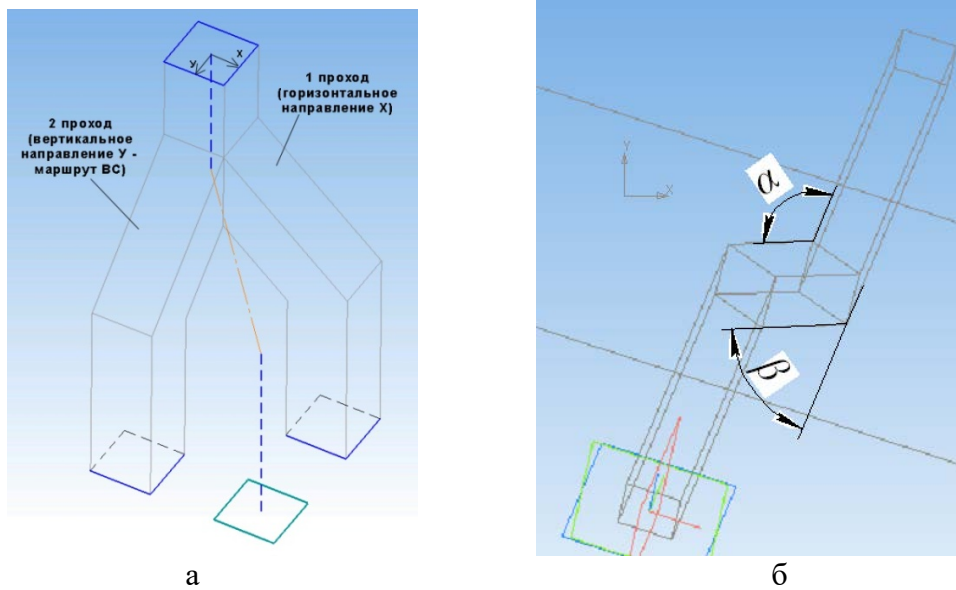 X
У
1 проход
(горизонтальное
направление X)
2 проход
(вертикальное
направление У -
маршрут ВС)
Y
X
α
β
а
б